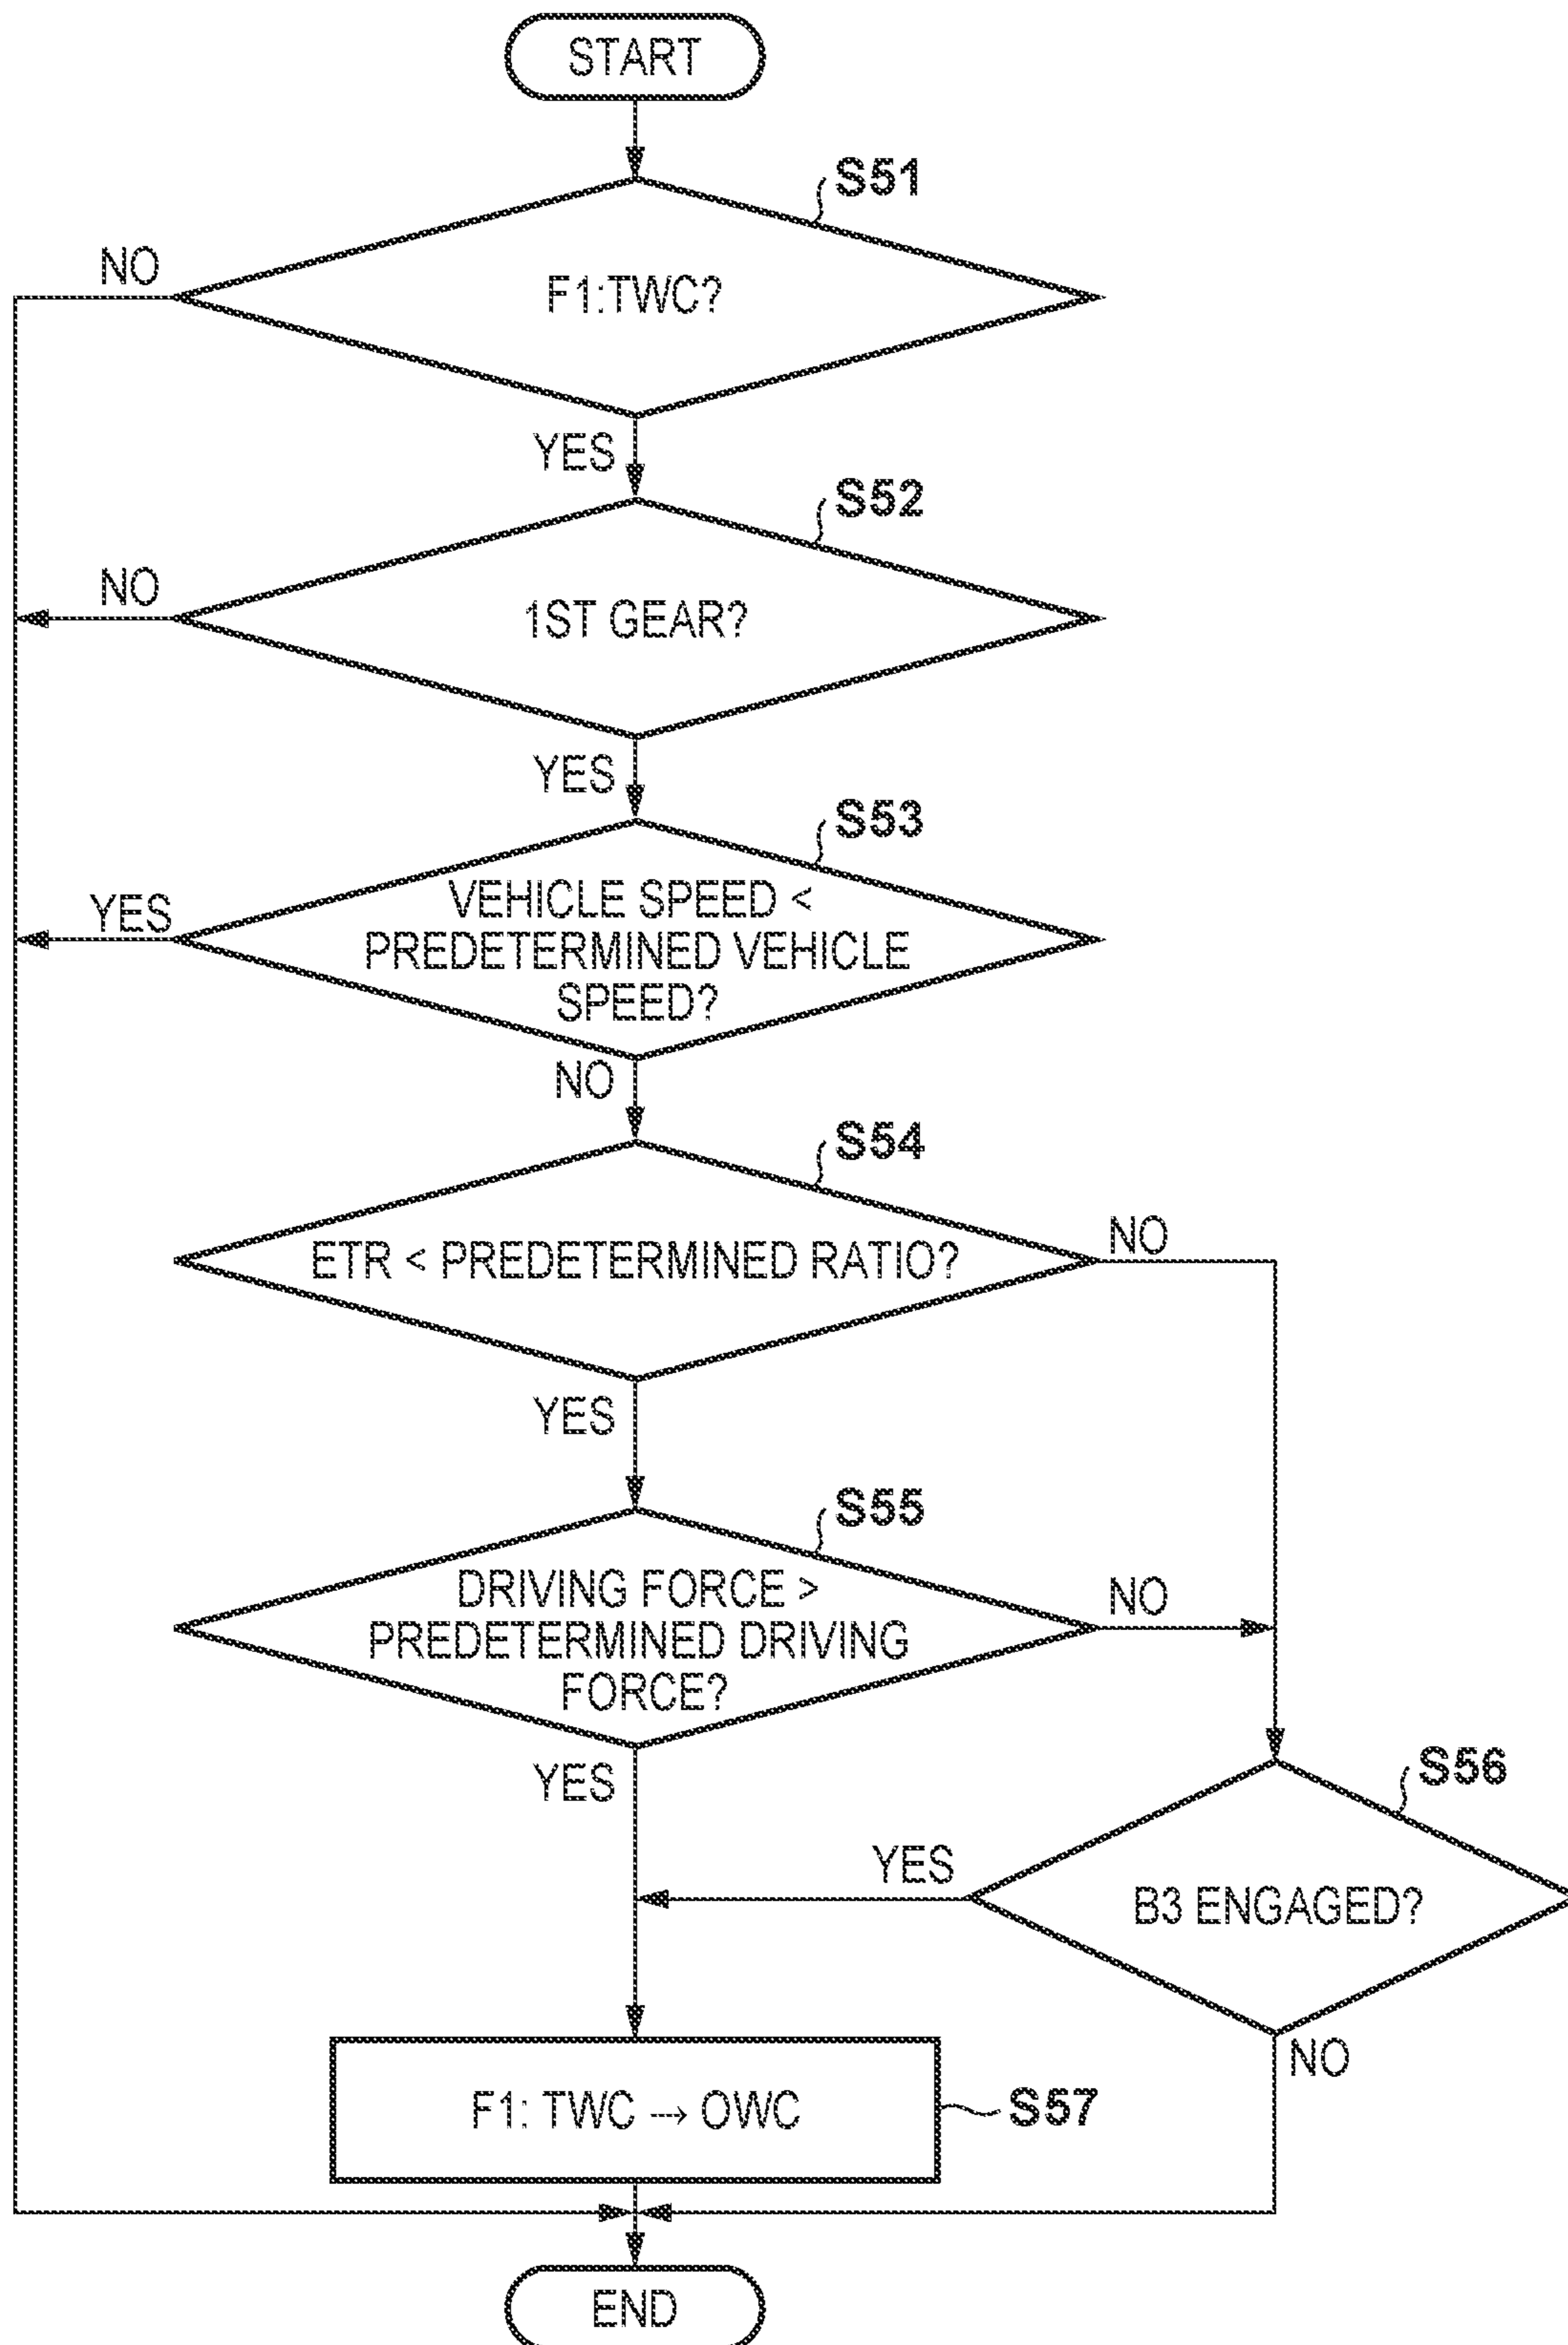 START
S51
NO
F1:TWC?
YES
S52
NO
1ST GEAR?
YES
S53
YES
VEHICLE SPEED <
PREDETERMINED VEHICLE
SPEED?
NO
S54
NO
ETR < PREDETERMINED RATIO?
YES
S55
DRIVING FORCE >
NO
PREDETERMINED DRIVING
FORCE?
YES
S56
YES
B3 ENGAGED?
NO
F1: TWC → OWC
S57
END